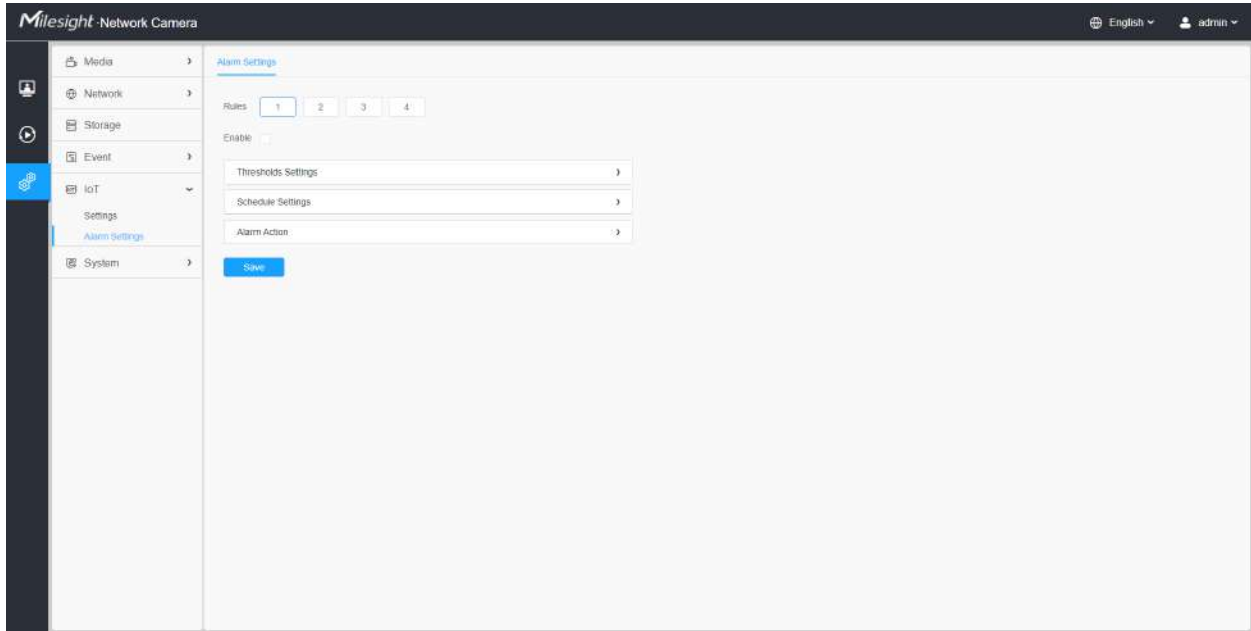 Milesight · Network Camera
English
admin
Media
Network
Storage
Event
IoT
Settings
Alarm Settings
System
Alarm Settings
Rules 1 2 3 4
Enable
Thresholds Settings
Schedule Settings
Alarm Action
Save